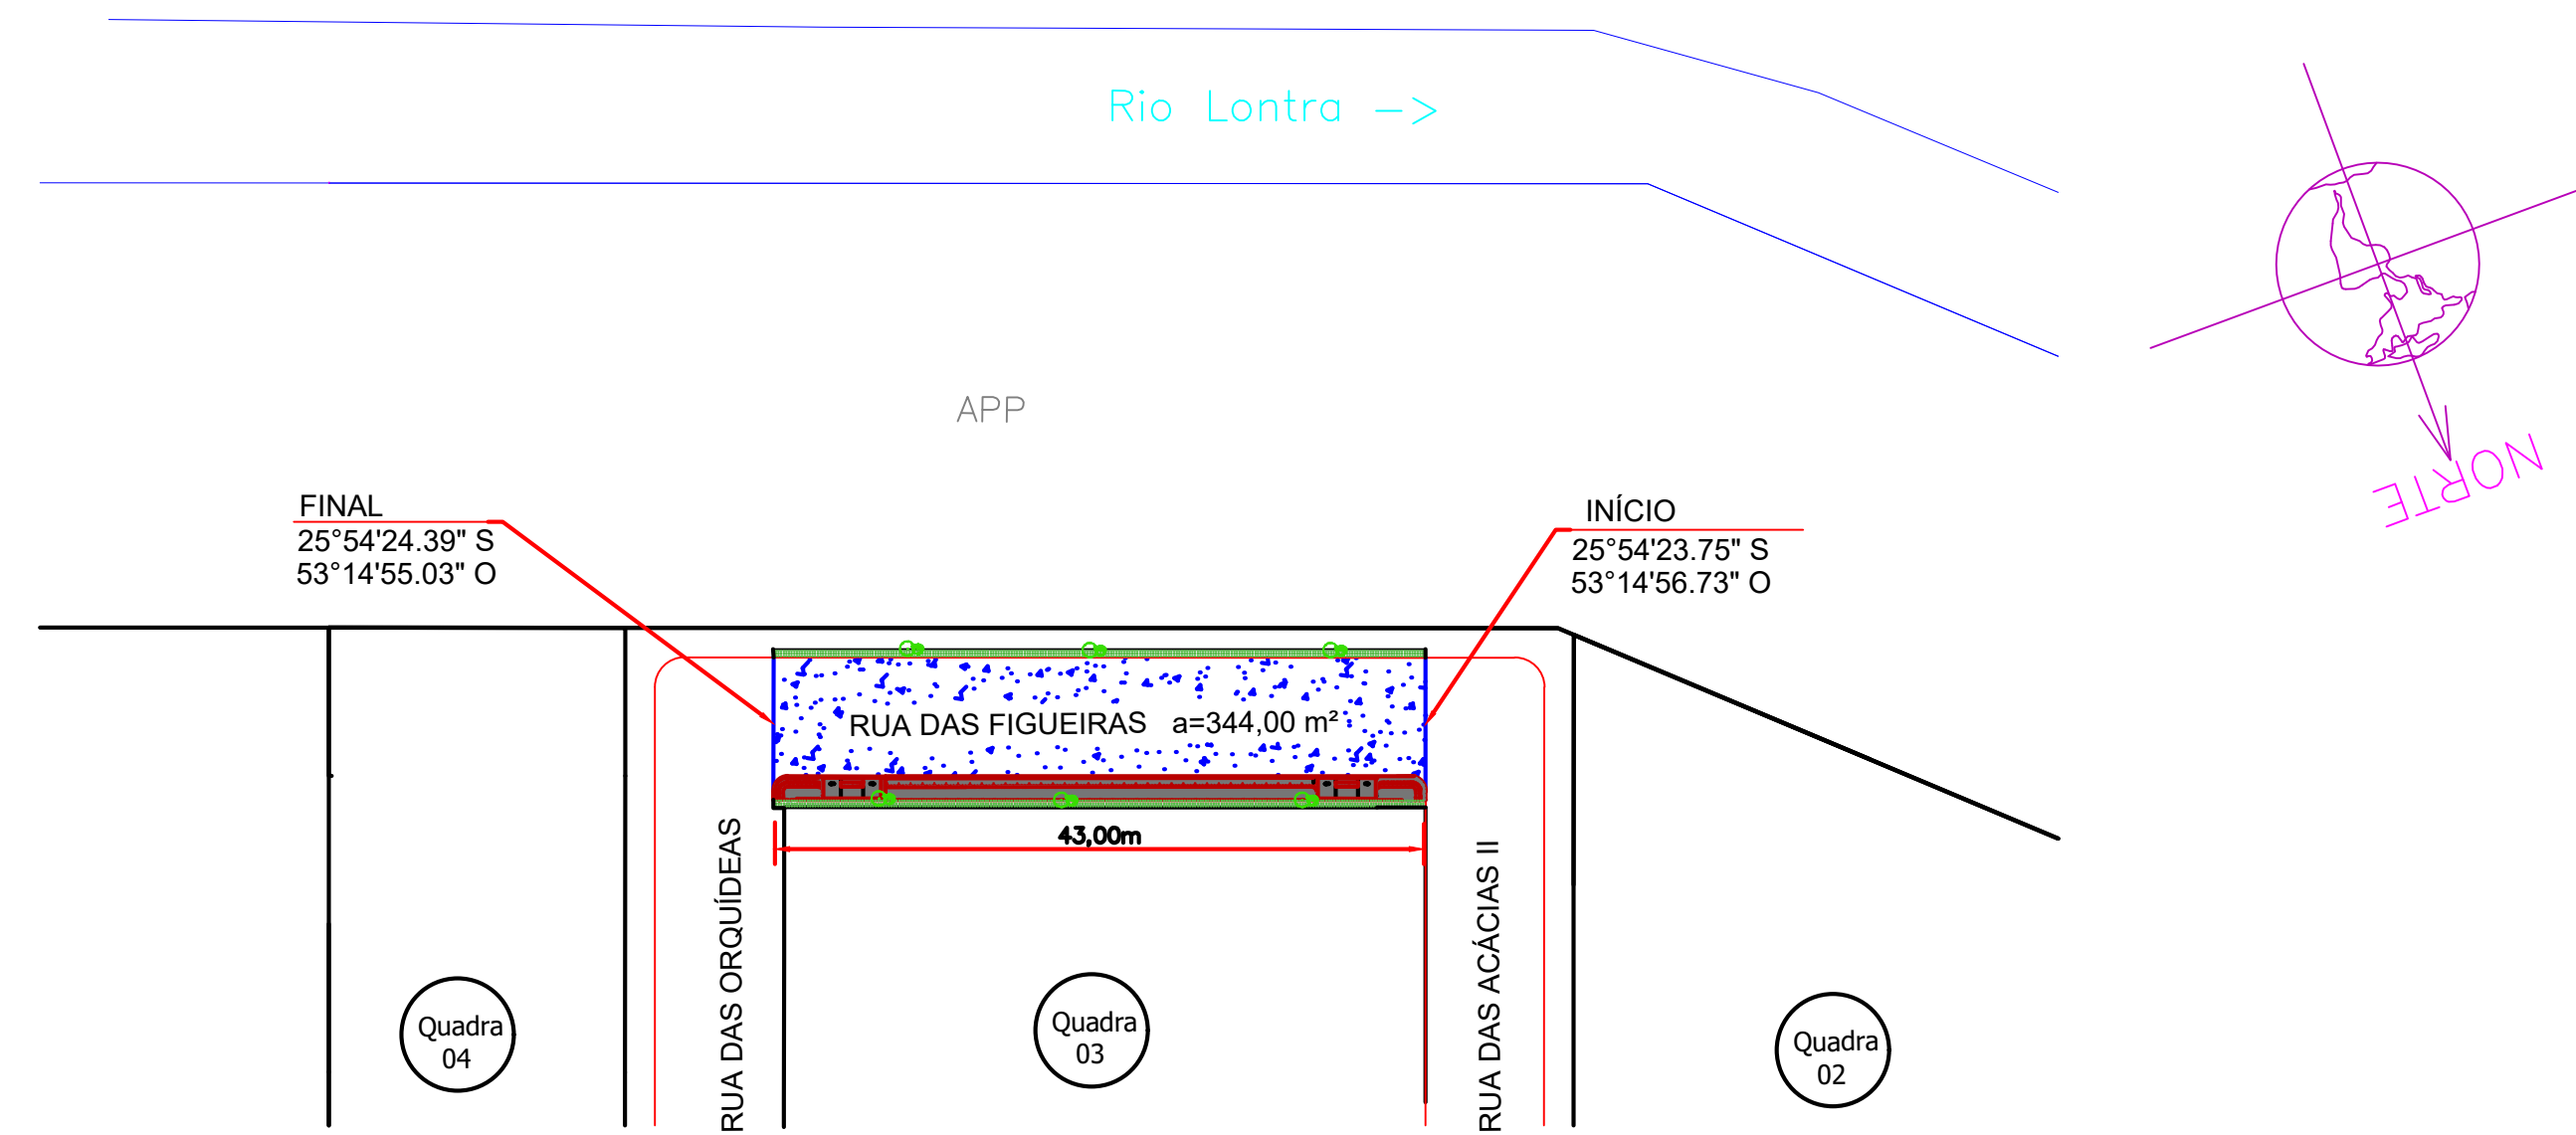 Rio Lontra ->
NORTE
APP
FINAL
25°54'24.39" S
53°14'55.03" O
INÍCIO
25°54'23.75" S
53°14'56.73" O
RUA DAS FIGUEIRAS a=344,00 m²
43,00m
RUA DAS ORQUÍDEAS
RUA DAS ACÁCIAS II
Quadra
04
Quadra
03
Quadra
02